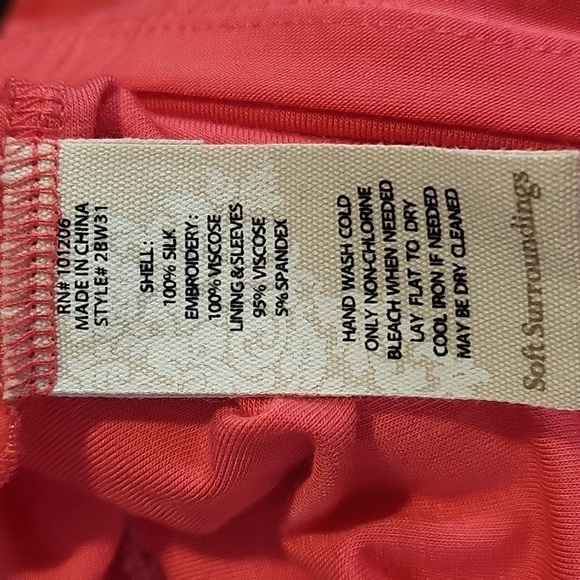 RN# 101206
MADE IN CHINA
STYLE# 2BW31
SHELL:
100% SILK
EMBROIDERY:
100% VISCOSE
LINING & SLEEVES
95% VISCOSE
5% SPANDEX
HAND WASH COLD
ONLY NON-CHLORINE
BLEACH WHEN NEEDED
LAY FLAT TO DRY
COOL IRON IF NEEDED
MAY BE DRY CLEANED
Soft Surroundings